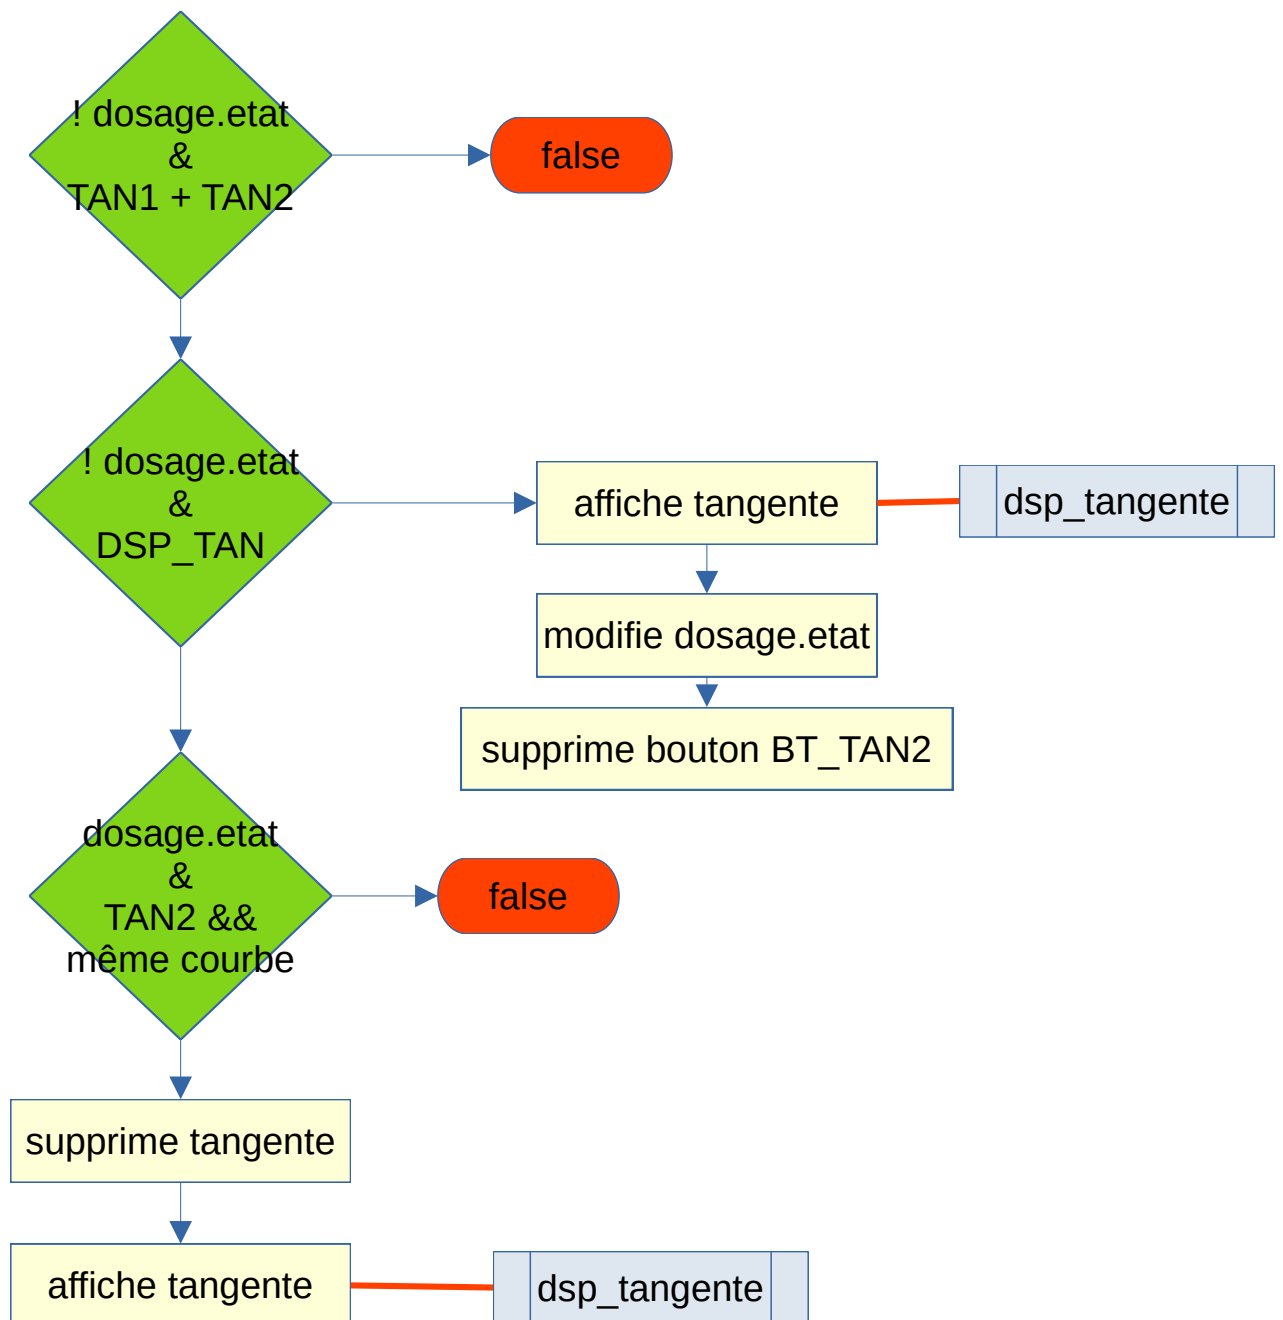 ! dosage.etat
&
TAN1 + TAN2
false
! dosage.etat
&
DSP_TAN
affiche tangente
dsp_tangente
modifie dosage.etat
supprime bouton BT_TAN2
dosage.etat
&
TAN2 &&
même courbe
false
supprime tangente
affiche tangente
dsp_tangente